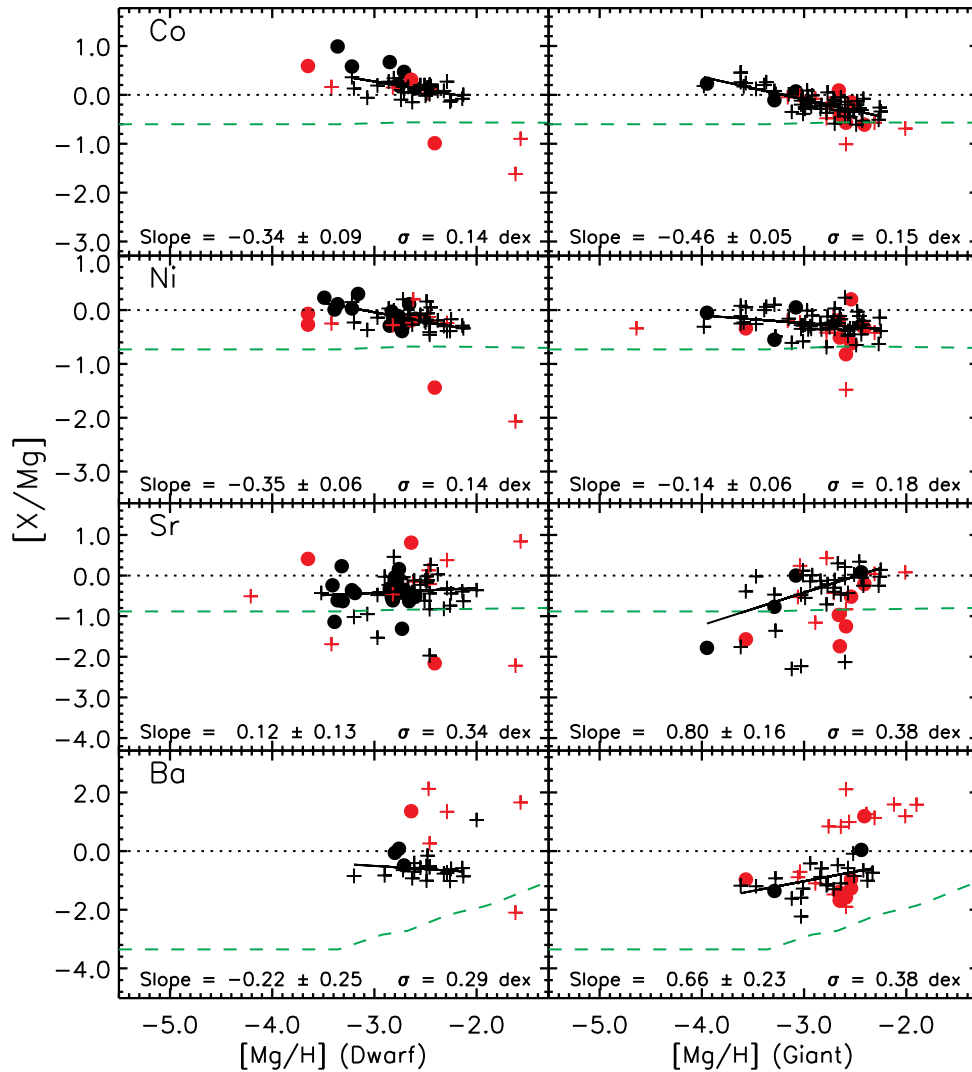 [X/Mg]
Co
1.0
0.0
−1.0
−2.0
−3.0
Slope = −0.34 ± 0.09 σ = 0.14 dex
Slope = −0.46 ± 0.05 σ = 0.15 dex
Ni
1.0
0.0
−1.0
−2.0
−3.0
Slope = −0.35 ± 0.06 σ = 0.14 dex
Slope = −0.14 ± 0.06 σ = 0.18 dex
Sr
1.0
0.0
−1.0
−2.0
−3.0
−4.0
Slope = 0.12 ± 0.13 σ = 0.34 dex
Slope = 0.80 ± 0.16 σ = 0.38 dex
Ba
2.0
0.0
−2.0
−4.0
Slope = −0.22 ± 0.25 σ = 0.29 dex
Slope = 0.66 ± 0.23 σ = 0.38 dex
−5.0 −4.0 −3.0 −2.0
−5.0 −4.0 −3.0 −2.0
[Mg/H] (Dwarf)
[Mg/H] (Giant)